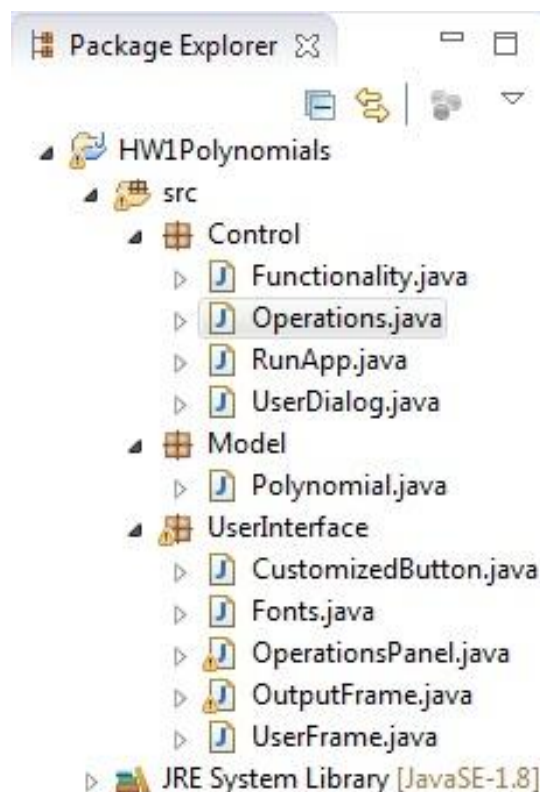 Package Explorer
HW1Polynomials
src
Control
Functionality.java
Operations.java
RunApp.java
UserDialog.java
Model
Polynomial.java
UserInterface
CustomizedButton.java
Fonts.java
OperationsPanel.java
OutputFrame.java
UserFrame.java
JRE System Library [JavaSE-1.8]